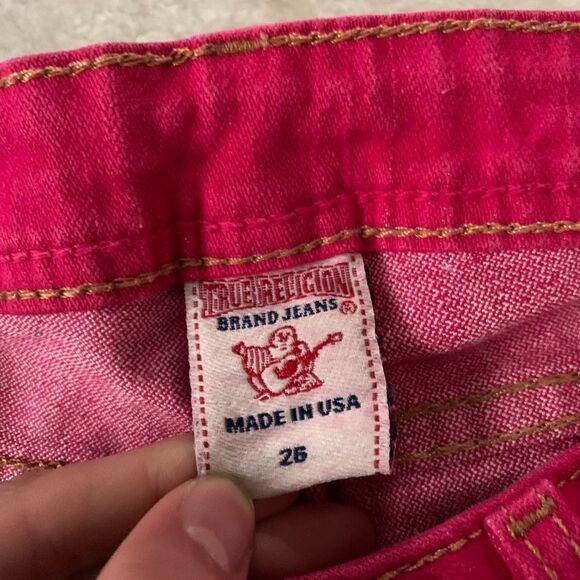 TRUE RELIGION
BRAND JEANS ®
MADE IN USA
26